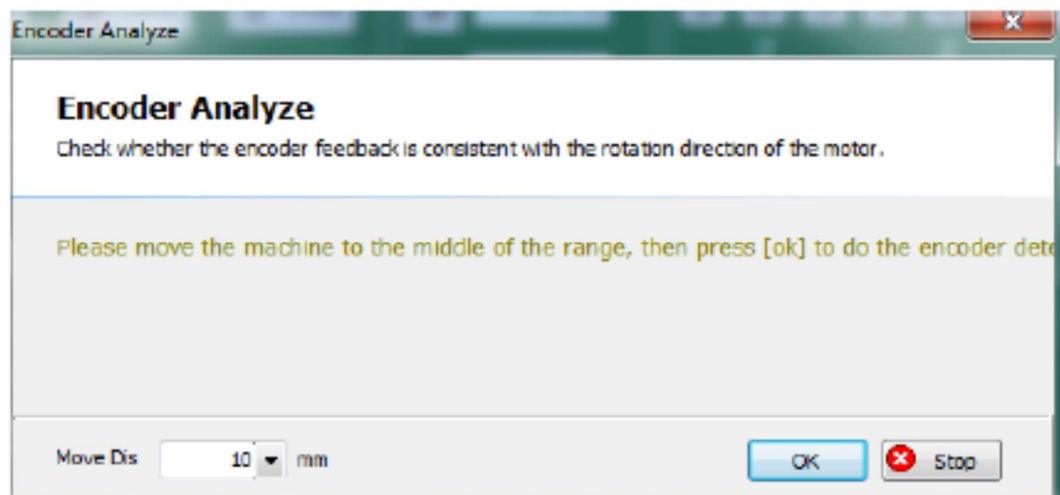 Encoder Analyze
Encoder Analyze
Check whether the encoder feedback is consistent with the rotation direction of the motor.
Please move the machine to the middle of the range, then press [ok] to do the encoder dete
Move Dis 10 mm OK Stop